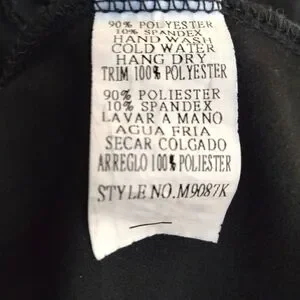 90% POLYESTER
10% SPANDEX
HAND WASH
COLD WATER
HANG DRY
TRIM 100% POLYESTER
90% POLIESTER
10% SPANDEX
LAVAR A MANO
AGUA FRIA
SECAR COLGADO
ARREGLO 100% POLIESTER
STYLE NO. M9087K